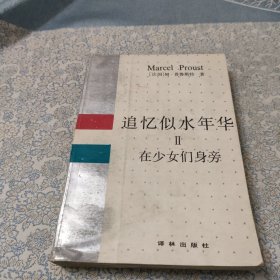 Marcel Proust
〔法国〕M·普鲁斯特 著
追忆似水年华
II
在少女们身旁
译林出版社